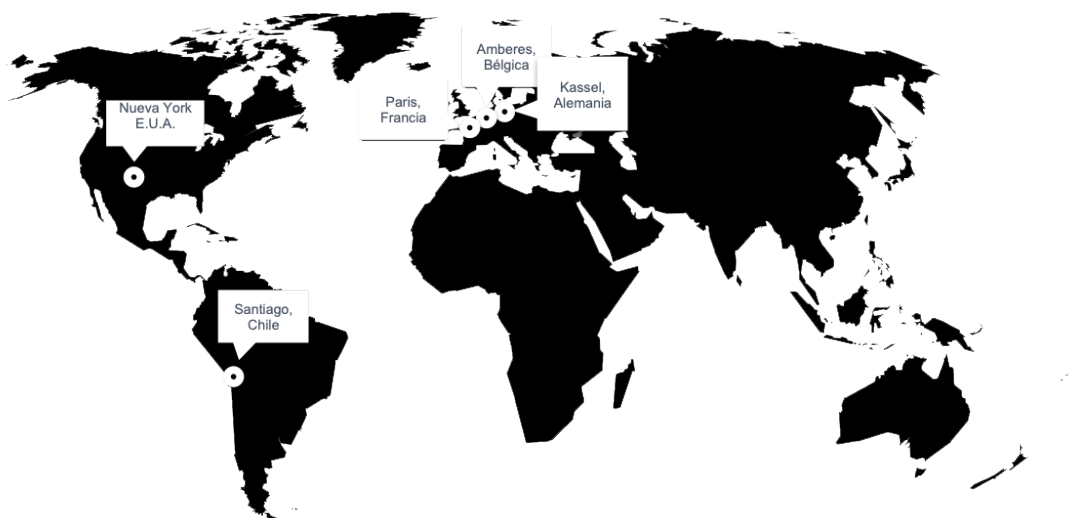 Amberes,
Bélgica
Kassel,
Alemania
Paris,
Francia
Nueva York
E.U.A.
Santiago,
Chile